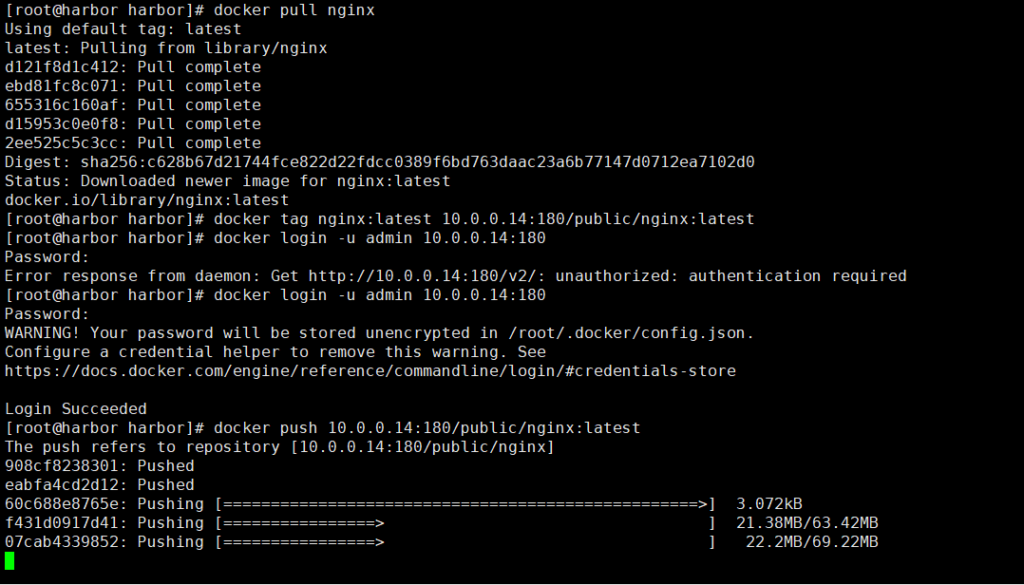 [root@harbor harbor]# docker pull nginx
Using default tag: latest
latest: Pulling from library/nginx
d121f8d1c412: Pull complete
ebd81fc8c071: Pull complete
655316c160af: Pull complete
d15953c0e0f8: Pull complete
2ee525c5c3cc: Pull complete
Digest: sha256:c628b67d21744fce822d22fdcc0389f6bd763daac23a6b77147d0712ea7102d0
Status: Downloaded newer image for nginx:latest
docker.io/library/nginx:latest
[root@harbor harbor]# docker tag nginx:latest 10.0.0.14:180/public/nginx:latest
[root@harbor harbor]# docker login -u admin 10.0.0.14:180
Password:
Error response from daemon: Get http://10.0.0.14:180/v2/: unauthorized: authentication required
[root@harbor harbor]# docker login -u admin 10.0.0.14:180
Password:
WARNING! Your password will be stored unencrypted in /root/.docker/config.json.
Configure a credential helper to remove this warning. See
https://docs.docker.com/engine/reference/commandline/login/#credentials-store
Login Succeeded
[root@harbor harbor]# docker push 10.0.0.14:180/public/nginx:latest
The push refers to repository [10.0.0.14:180/public/nginx]
908cf8238301: Pushed
eabfa4cd2d12: Pushed
60c688e8765e: Pushing [==================================================>]  3.072kB
f431d0917d41: Pushing [================>                                  ]  21.38MB/63.42MB
07cab4339852: Pushing [================>                                  ]   22.2MB/69.22MB